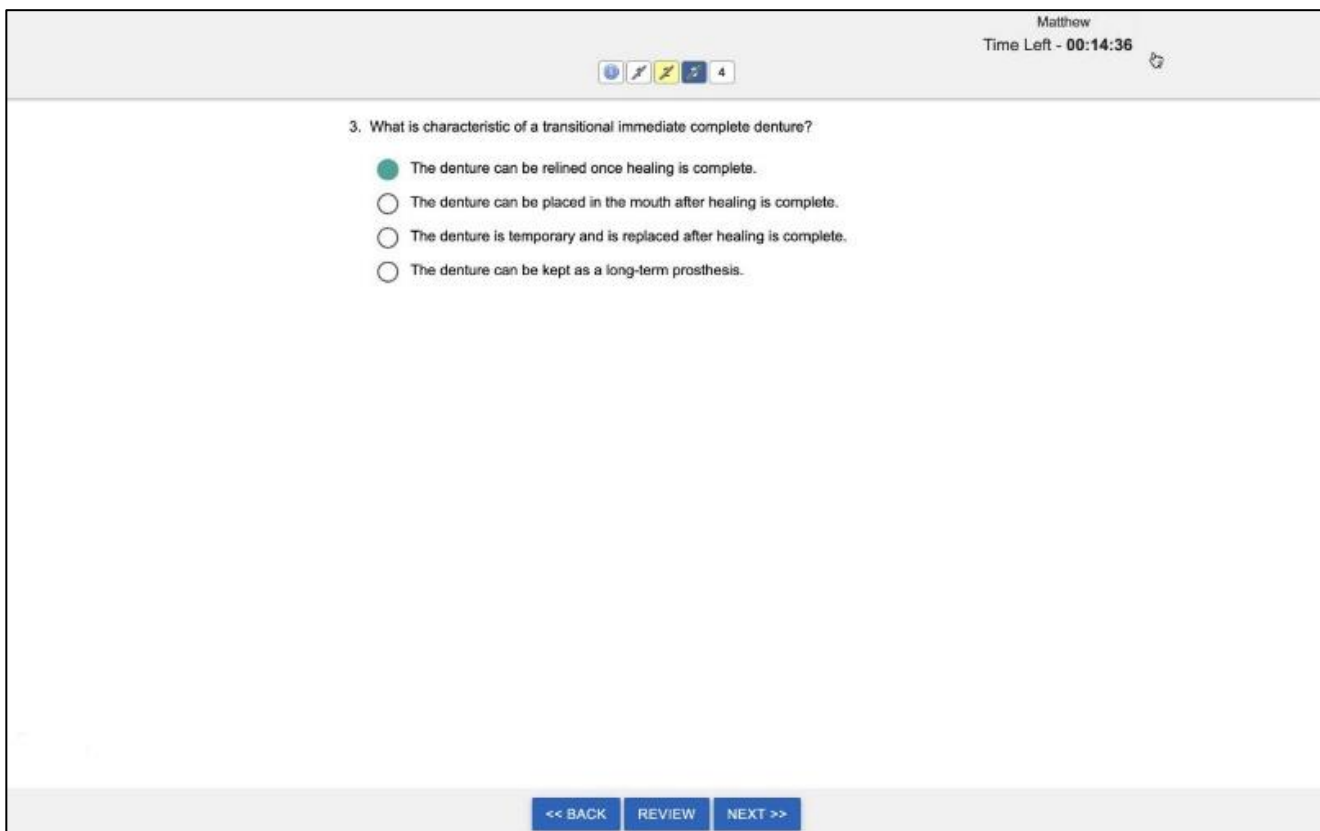 Matthew
Time Left - 00:14:36
4
3. What is characteristic of a transitional immediate complete denture?
The denture can be relined once healing is complete.
The denture can be placed in the mouth after healing is complete.
The denture is temporary and is replaced after healing is complete.
The denture can be kept as a long-term prosthesis.
<< BACK REVIEW NEXT >>